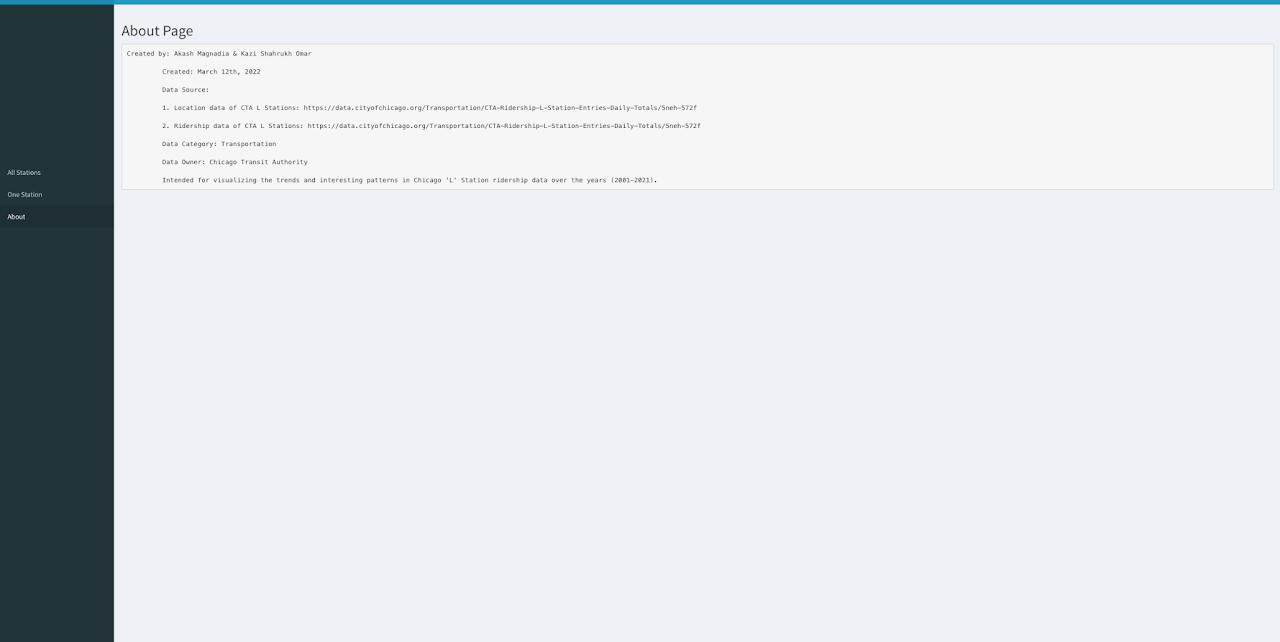 About Page
Created by: Akash Magnadia & Kazi Shahrukh Omar
Created: March 12th, 2022
Data Source:
1. Location data of CTA L Stations: https://data.cityofchicago.org/Transportation/CTA-Ridership-L-Station-Entries-Daily-Totals/5neh-572f
2. Ridership data of CTA L Stations: https://data.cityofchicago.org/Transportation/CTA-Ridership-L-Station-Entries-Daily-Totals/5neh-572f
Data Category: Transportation
Data Owner: Chicago Transit Authority
Intended for visualizing the trends and interesting patterns in Chicago 'L' Station ridership data over the years (2001-2021).
All Stations
One Station
About